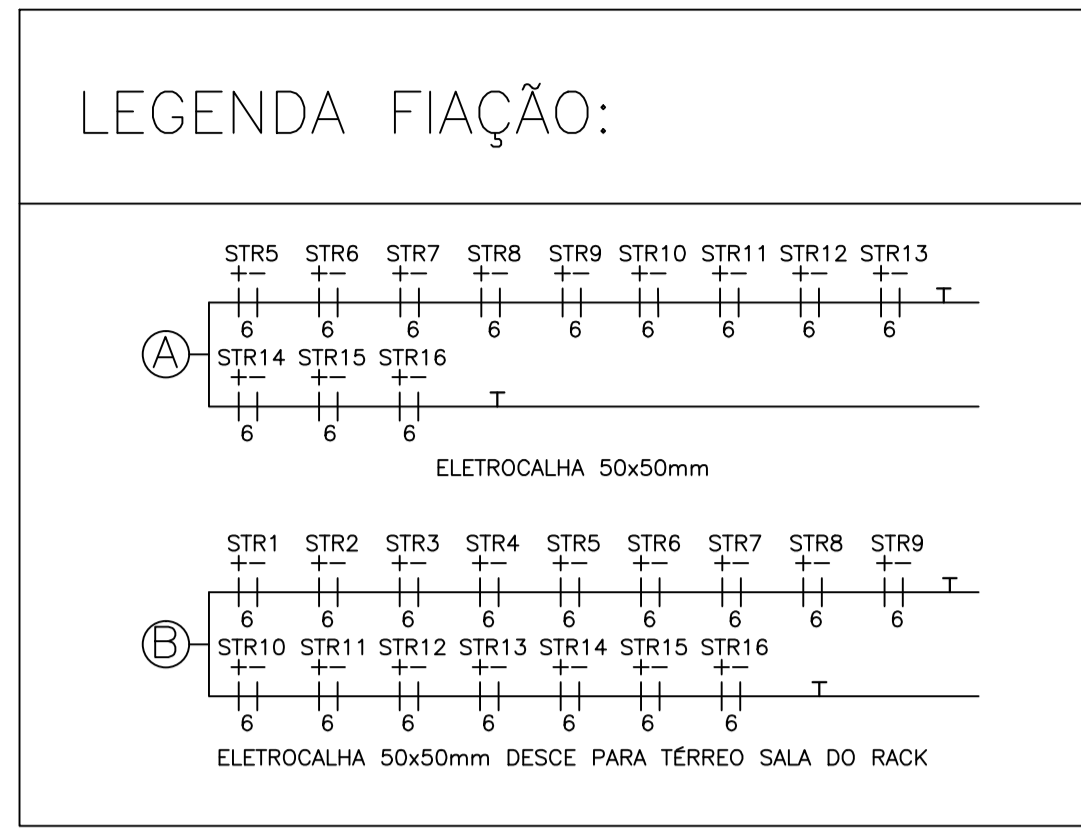 LEGENDA FIAÇÃO:
STR5 STR6 STR7 STR8 STR9 STR10 STR11 STR12 STR13
+- +- +- +- +- +- +- +- +-
T
6 6 6 6 6 6 6 6 6
A
STR14 STR15 STR16
+- +- +-
T
6 6 6
ELETROCALHA 50x50mm
STR1 STR2 STR3 STR4 STR5 STR6 STR7 STR8 STR9
+- +- +- +- +- +- +- +- +-
T
6 6 6 6 6 6 6 6 6
B
STR10 STR11 STR12 STR13 STR14 STR15 STR16
+- +- +- +- +- +- +-
T
6 6 6 6 6 6 6
ELETROCALHA 50x50mm DESCE PARA TÉRREO SALA DO RACK